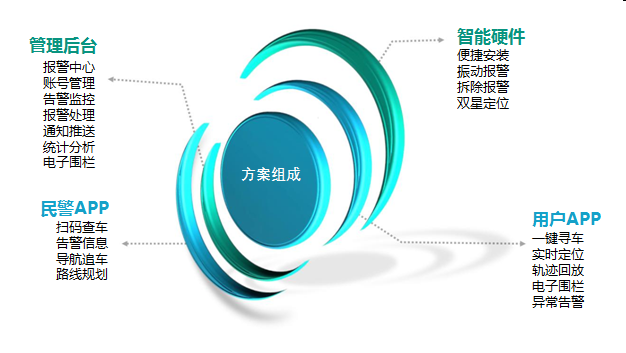 管理后台
报警中心
账号管理
告警监控
报警处理
通知推送
统计分析
电子围栏
智能硬件
便捷安装
振动报警
拆除报警
双星定位
方案组成
民警APP
扫码查车
告警信息
导航追车
路线规划
用户APP
一键寻车
实时定位
轨迹回放
电子围栏
异常告警